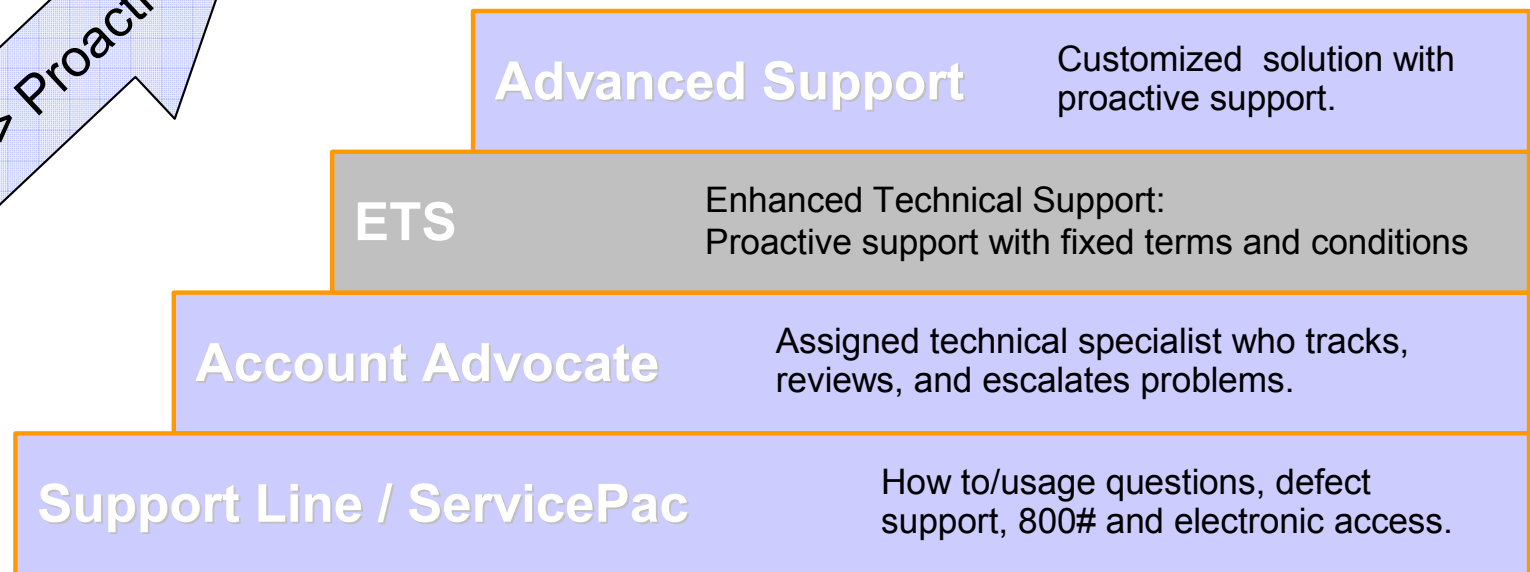 Advanced Support
Customized solution with
proactive support.
ETS
Enhanced Technical Support:
Proactive support with fixed terms and conditions
Account Advocate
Assigned technical specialist who tracks,
reviews, and escalates problems.
Support Line / ServicePac
How to/usage questions, defect
support, 800# and electronic access.